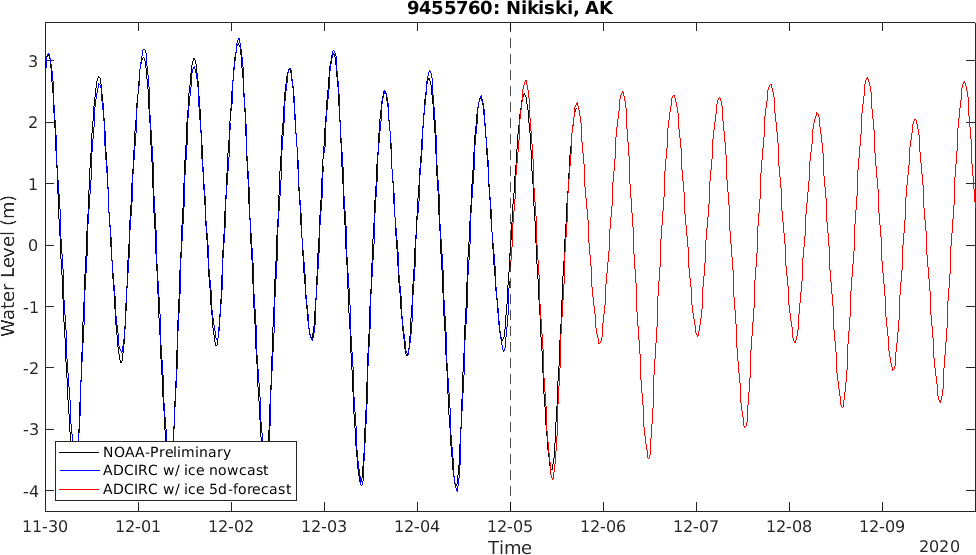 9455760: Nikiski, AK
Water Level (m)
3
2
1
0
-1
-2
-3
-4
NOAA-Preliminary
ADCIRC w/ ice nowcast
ADCIRC w/ ice 5d-forecast
11-30 12-01 12-02 12-03 12-04 12-05 12-06 12-07 12-08 12-09
Time
2020